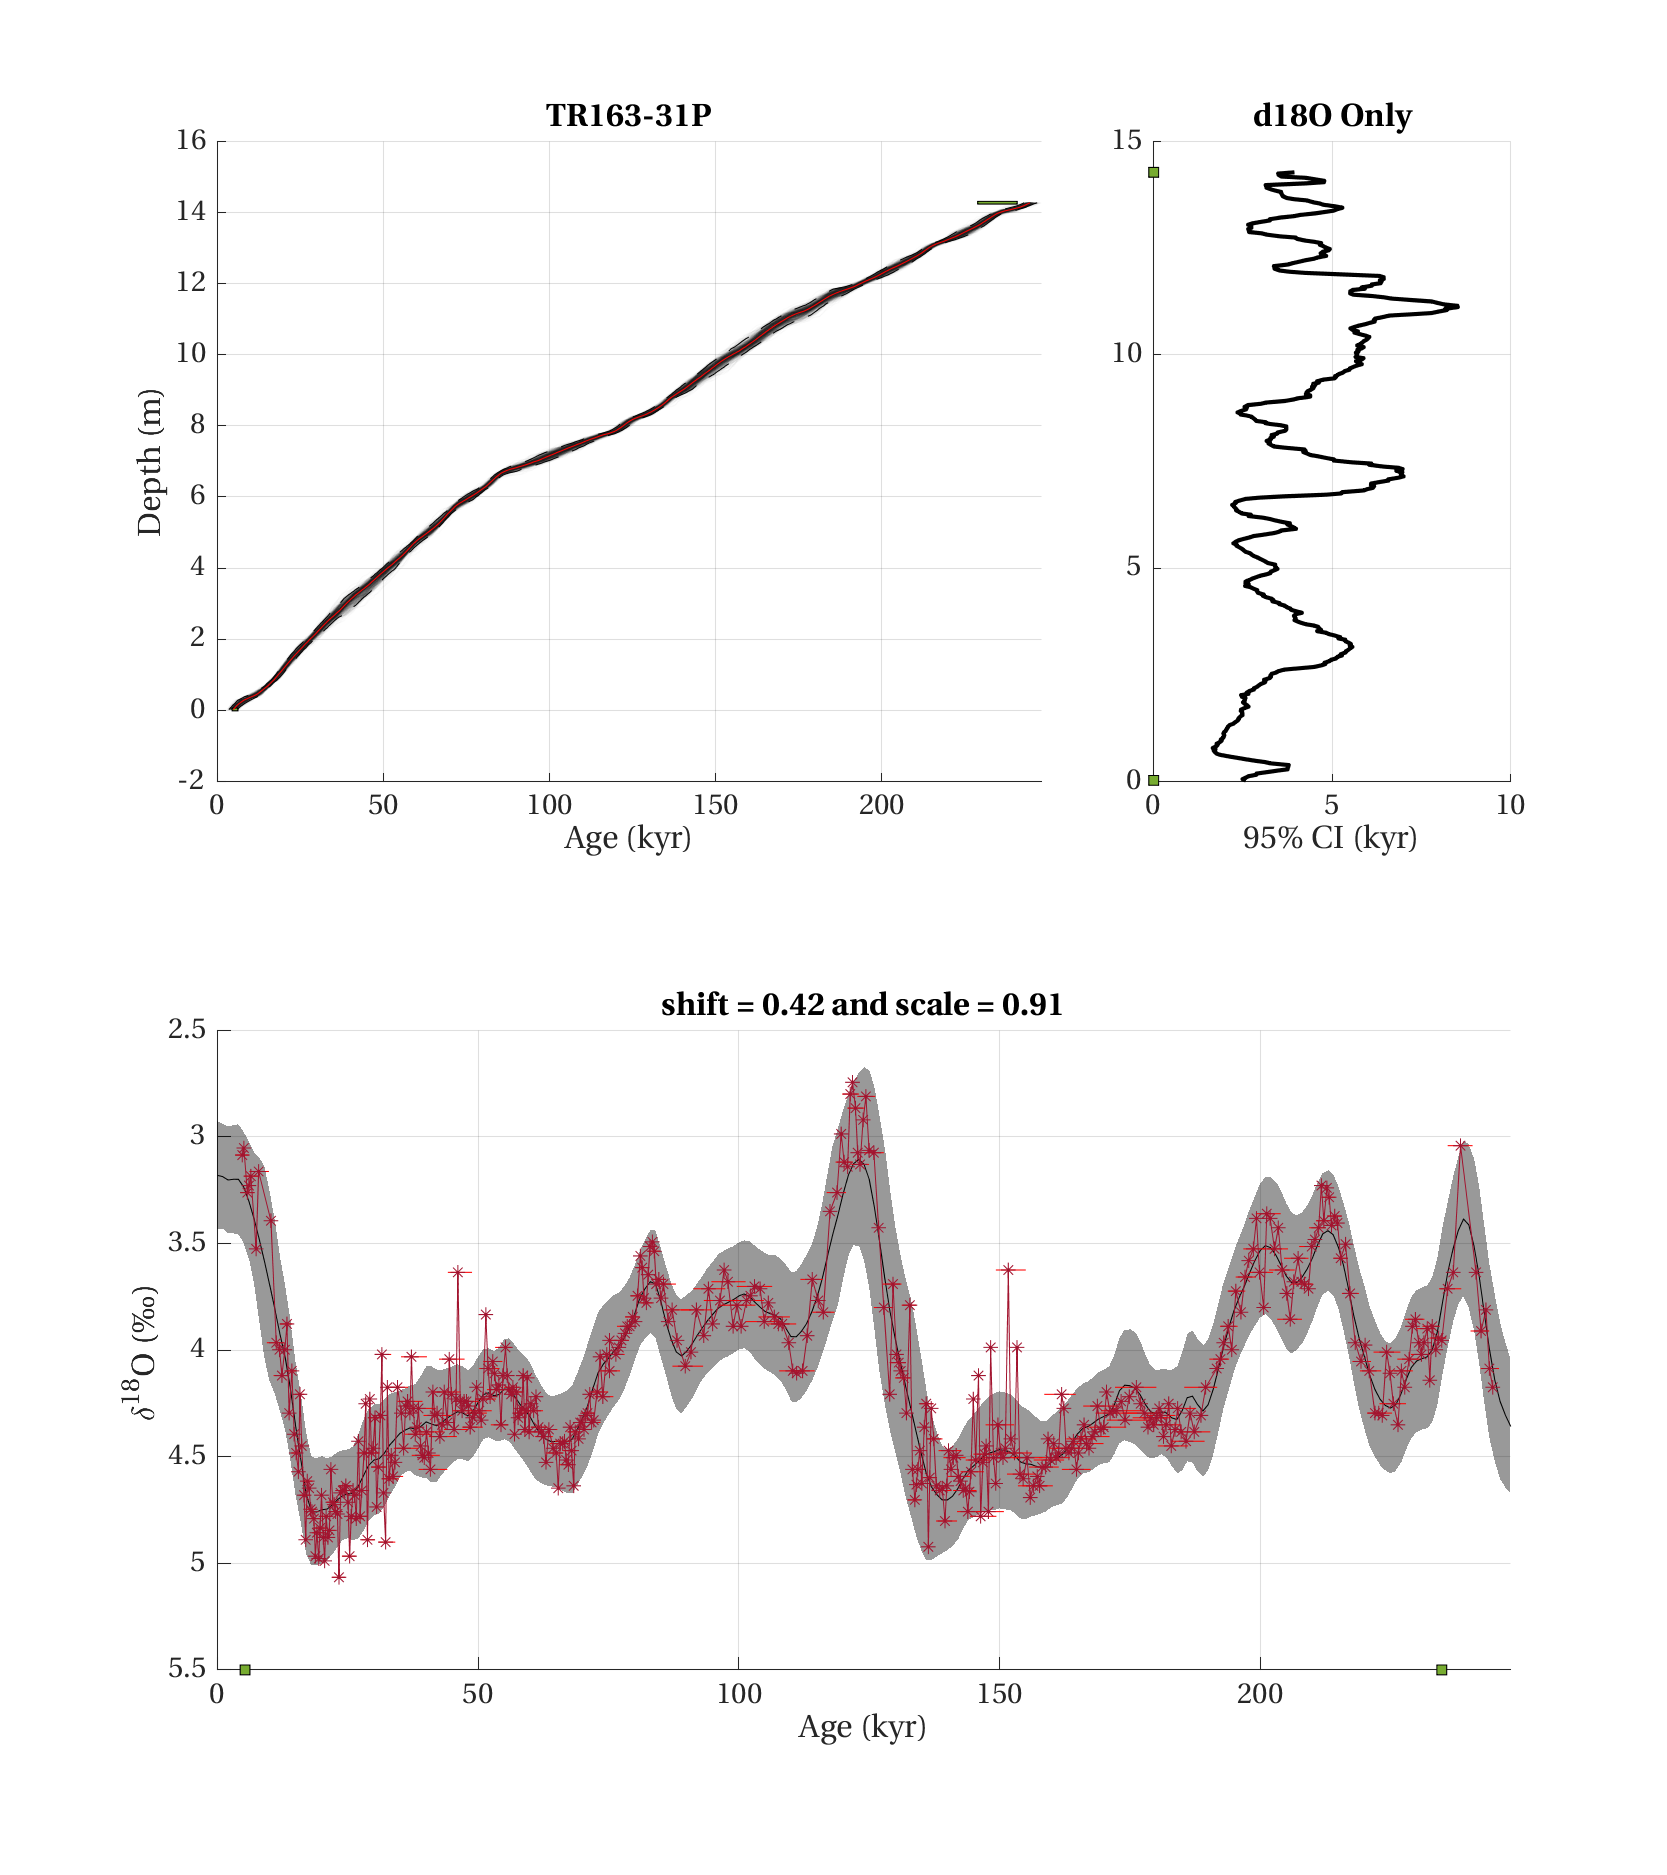 TR163-31P
16
14
12
10
8
6
4
2
0
-2
0 50 100 150 200
Age (kyr)
Depth (m)
d18O Only
15
10
5
0
0 5 10
95% CI (kyr)
shift = 0.42 and scale = 0.91
2.5
3
3.5
4
4.5
5
5.5
0 50 100 150 200
Age (kyr)
δ¹⁸O (‰)